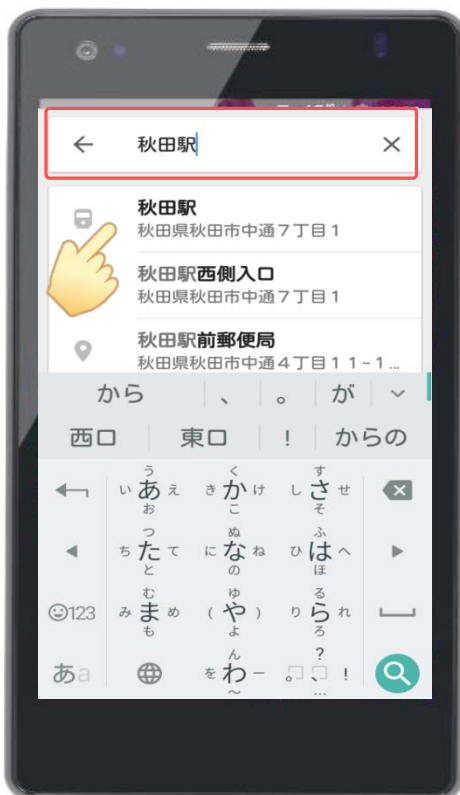 秋田駅
秋田駅
秋田県秋田市中通7丁目1
秋田駅西側入口
秋田県秋田市中通7丁目1
秋田駅前郵便局
秋田県秋田市中通4丁目11-1...
から 、 。 が
西口 東口 ! からの
う く す
い あ え き か け し さ せ
お こ そ
つ ぬ ふ
ち た て に な ね ひ は へ
と の ほ
む ゆ る
み ま め ( や ) り ら れ
も よ ろ
123
ん ?
あa を わ ー 。 、 !
〜 ...